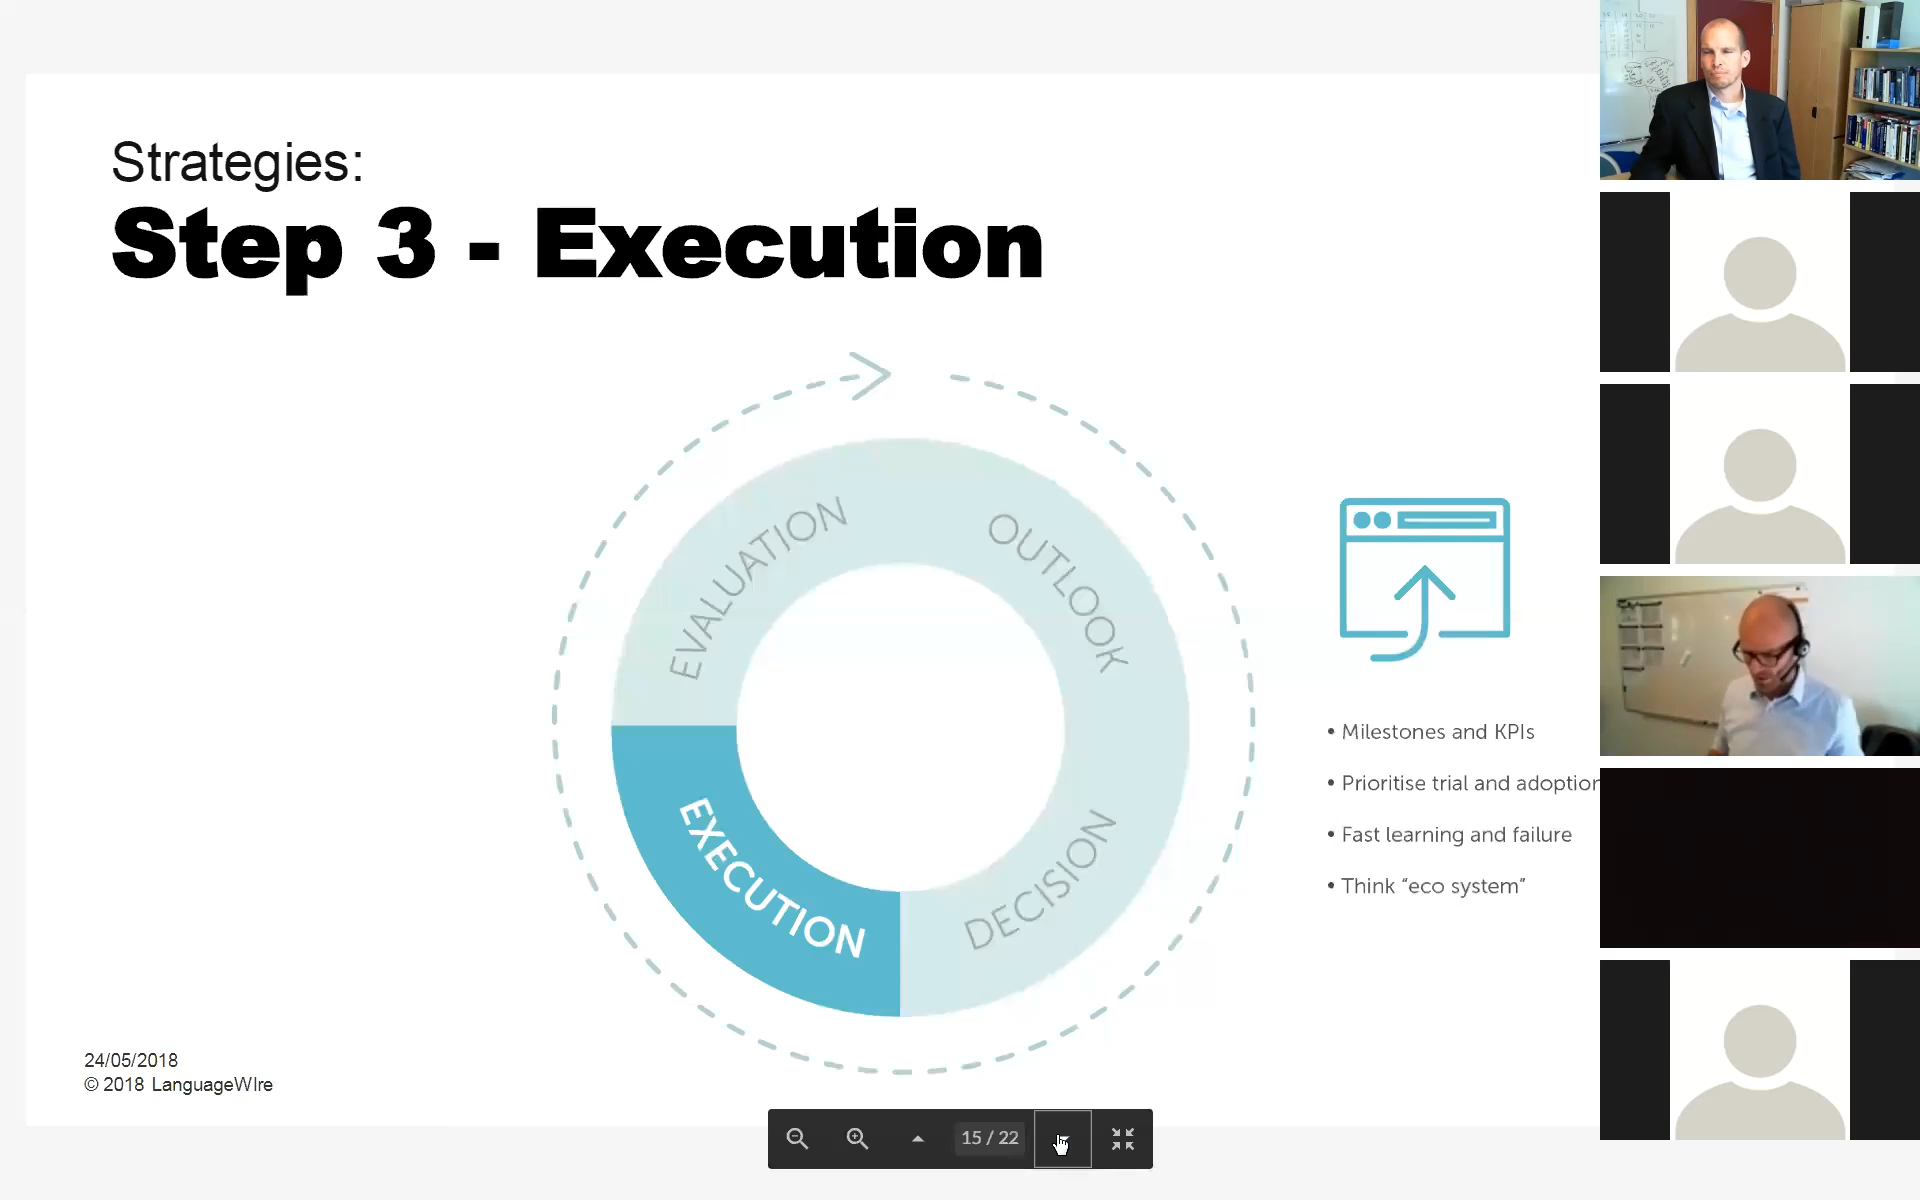 Strategies:
Step 3 - Execution
EVALUATION
OUTLOOK
EXECUTION
DECISION
• Milestones and KPIs
• Prioritise trial and adoption
• Fast learning and failure
• Think “eco system”
24/05/2018
© 2018 LanguageWIre
15 / 22